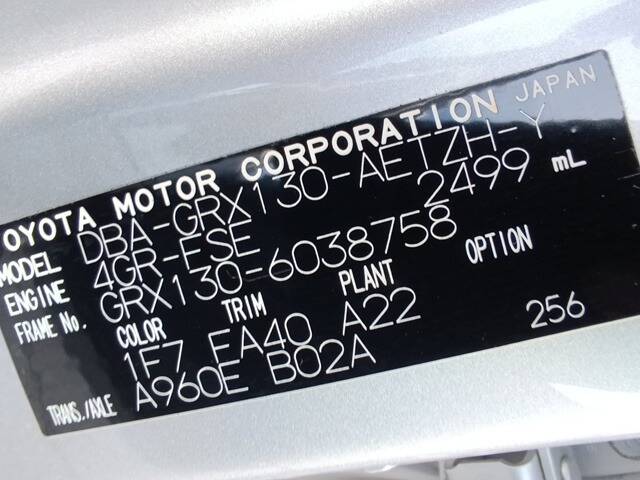 TOYOTA MOTOR CORPORATION JAPAN
MODEL DBA-GRX130-AETZH-Y
ENGINE 4GR-FSE 2499 mL
FRAME No. GRX130-6038758
COLOR TRIM PLANT OPTION
1F7 FA40 A22 256
TRANS./AXLE A960E B02A